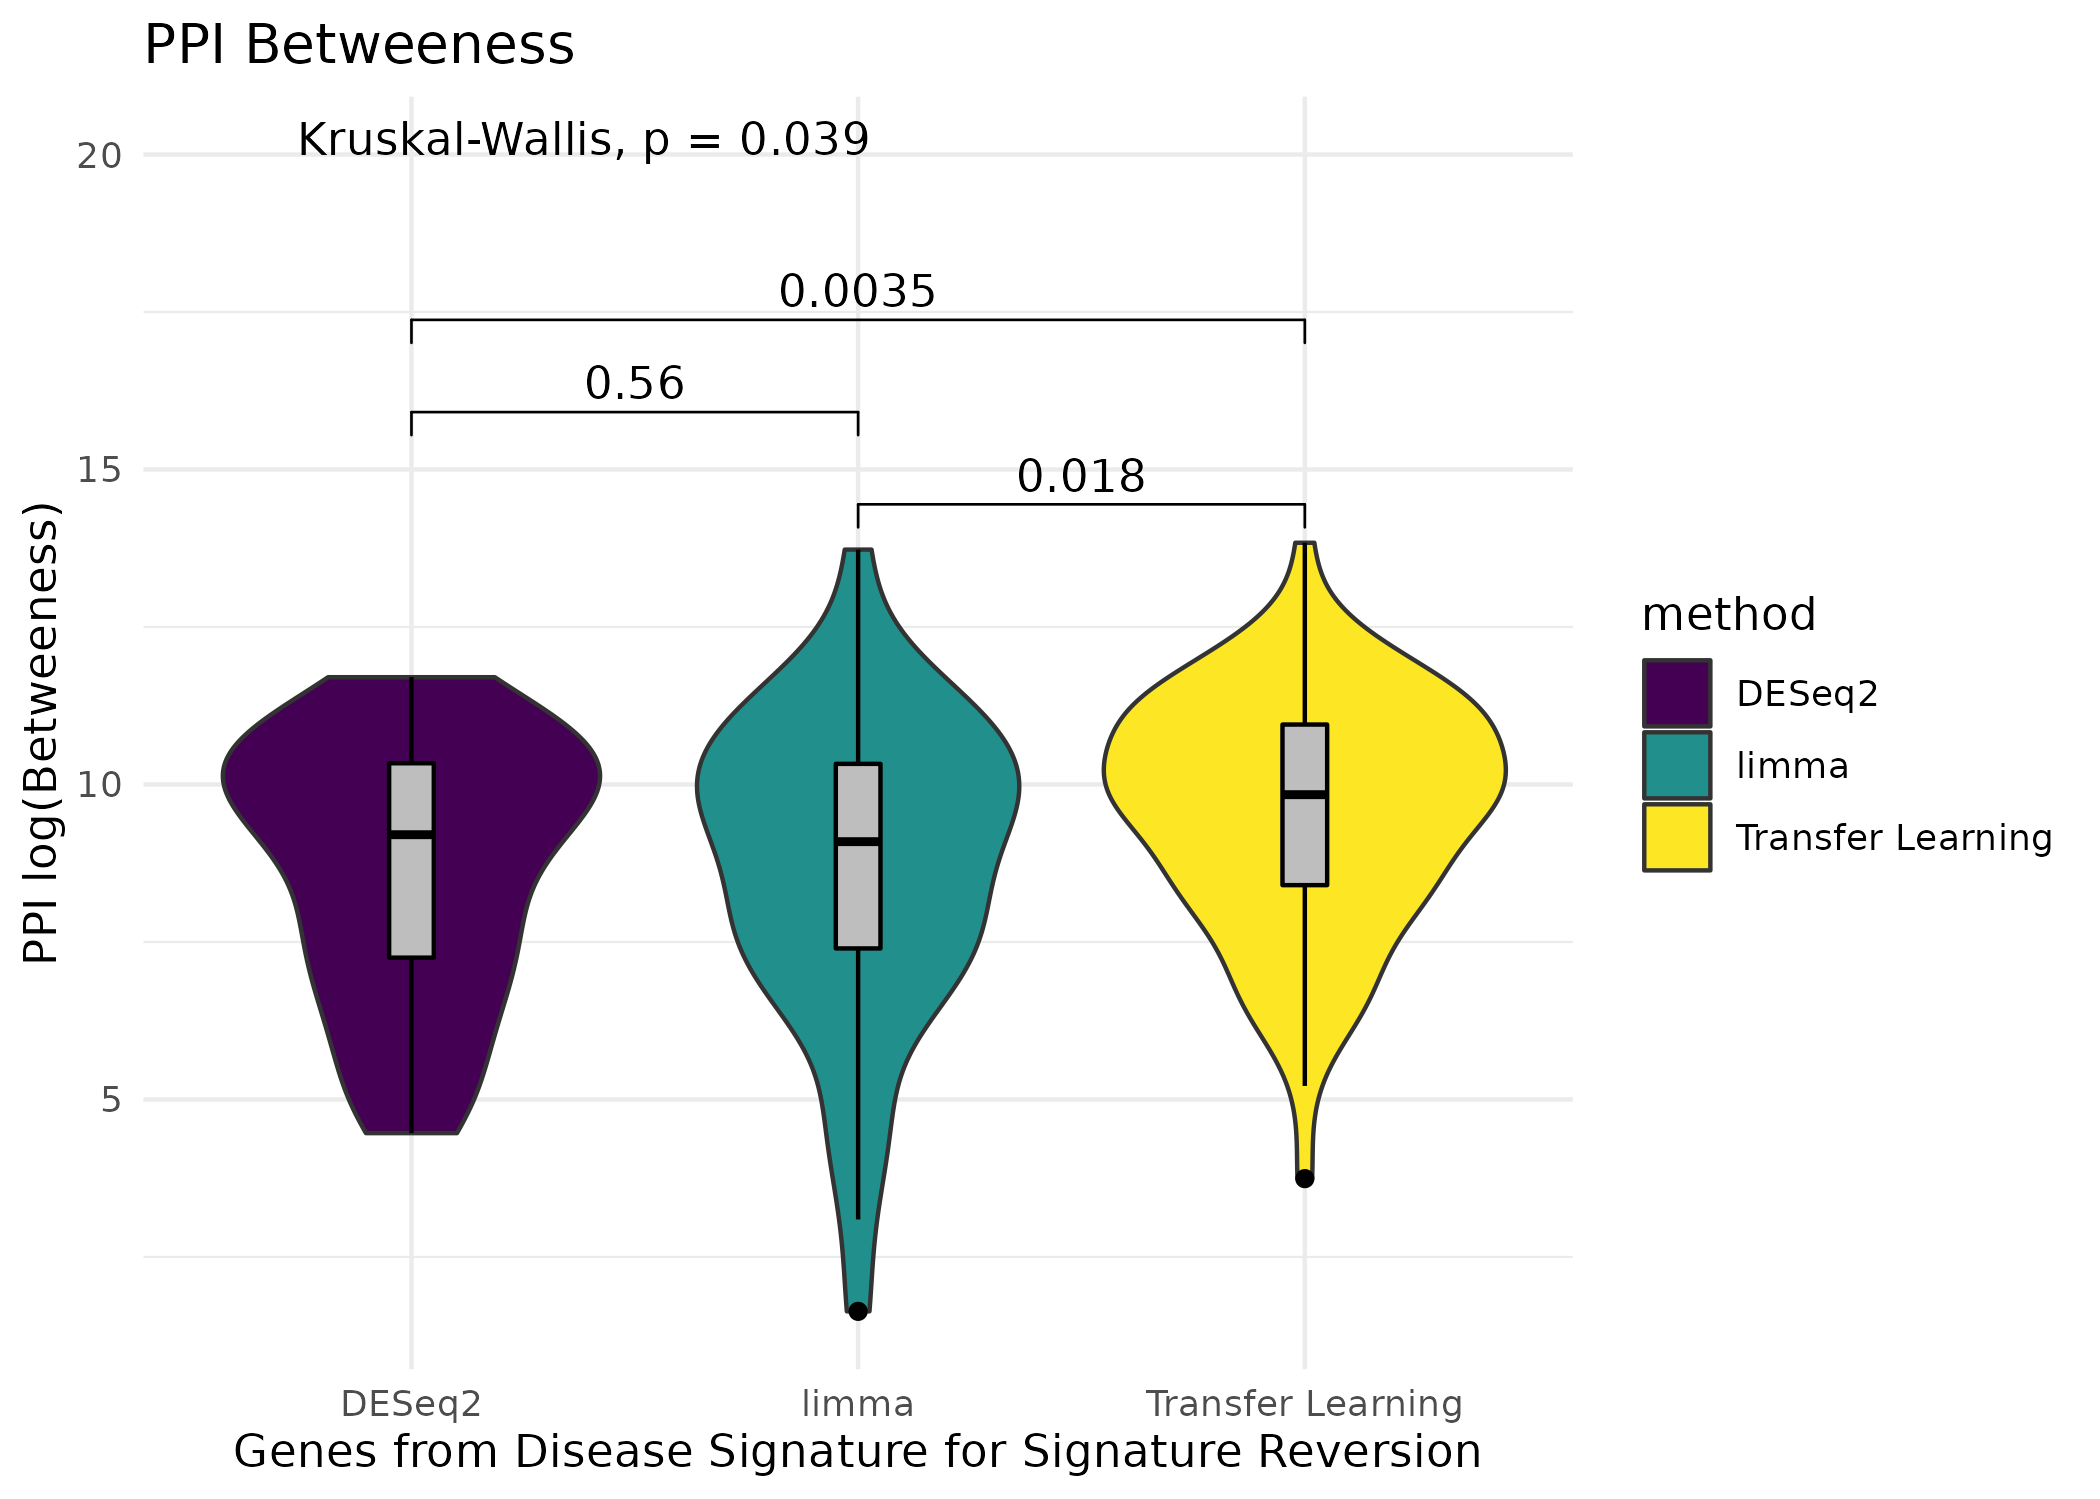 PPI Betweeness
Kruskal-Wallis, p = 0.039
0.0035
0.56
0.018
20
15
10
5
PPI log(Betweeness)
DESeq2
limma
Transfer Learning
Genes from Disease Signature for Signature Reversion
method
DESeq2
limma
Transfer Learning